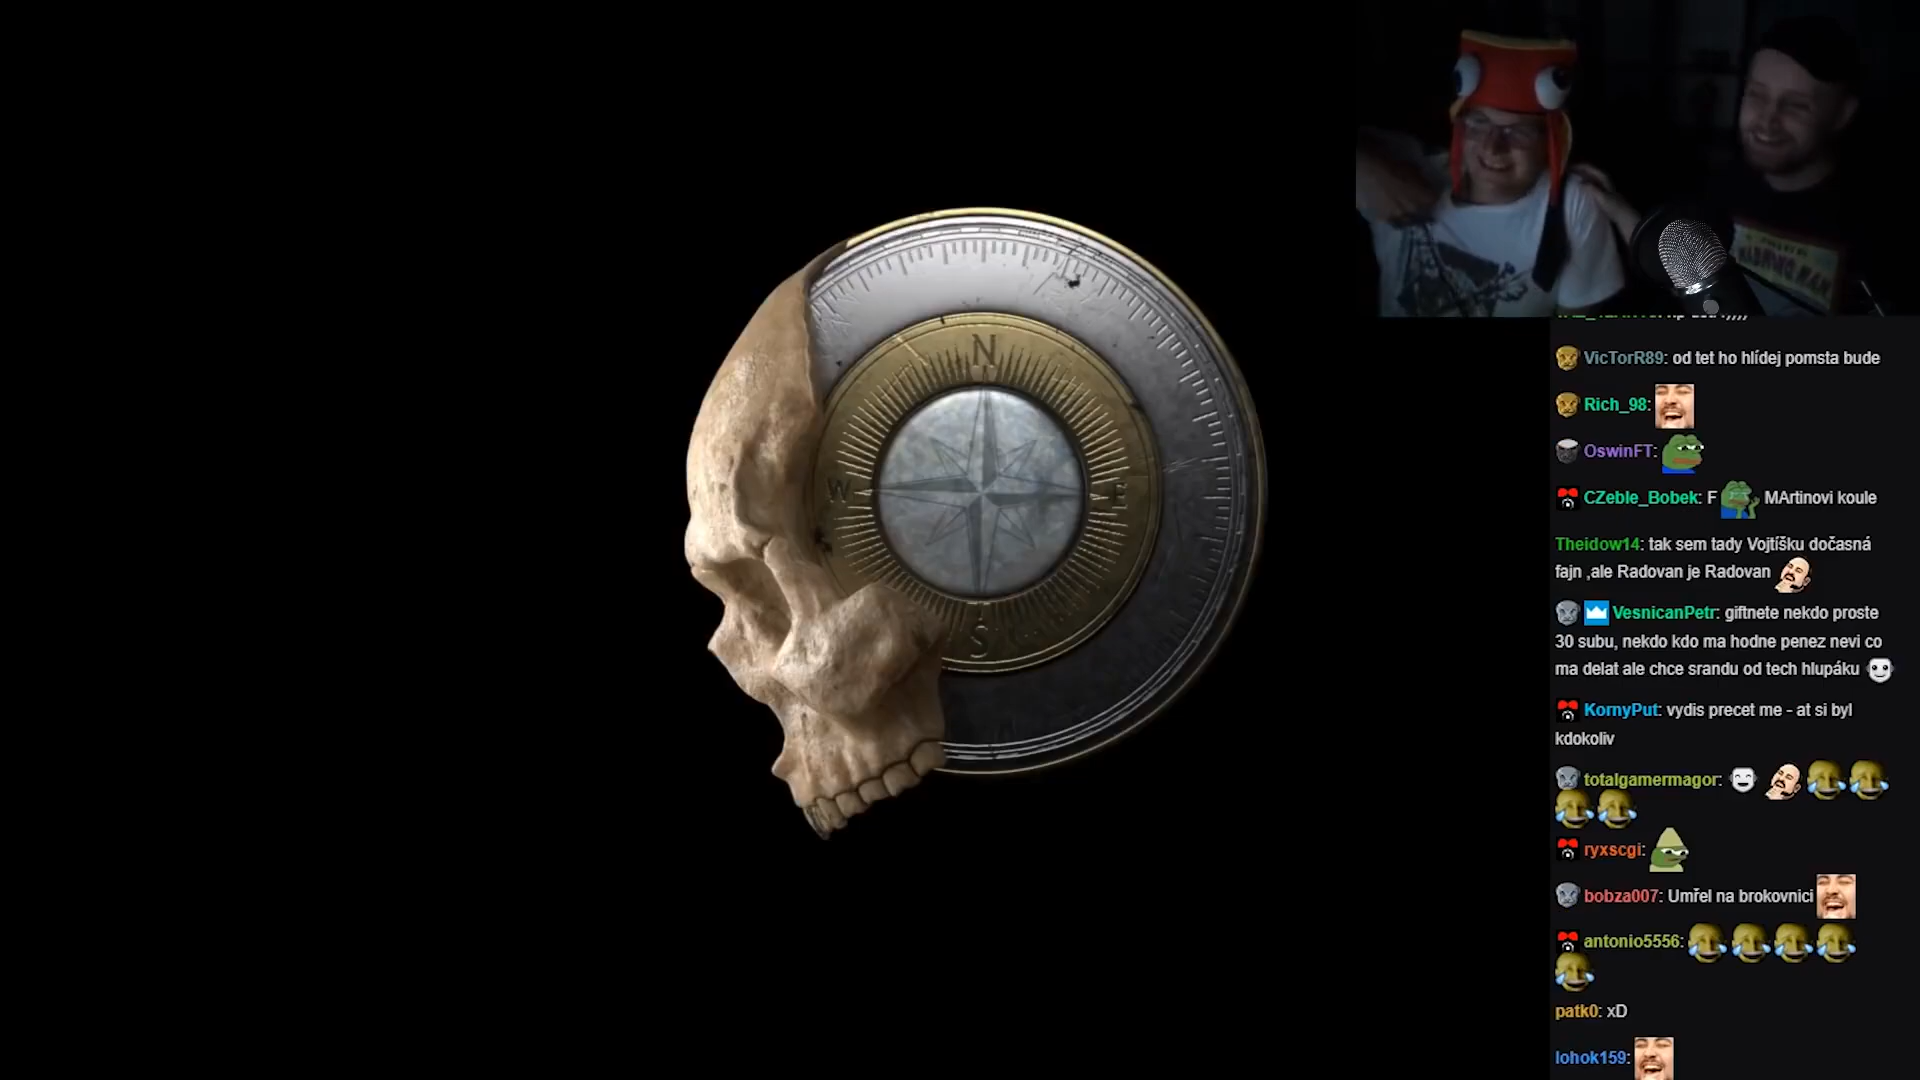 N
W
E
S
VicTorR89: od tet ho hlídej pomsta bude
Rich_98:
OswinFT:
CZeble_Bobek: F MArtinovi koule
Theidow14: tak sem tady Vojtíšku dočasná
fajn ,ale Radovan je Radovan
VesnicanPetr: giftnete nekdo proste
30 subu, nekdo kdo ma hodne penez nevi co
ma delat ale chce srandu od tech hlupáku
KornyPut: vydis precet me - at si byl
kdokoliv
totalgamermagor:
ryxscgi:
bobza007: Umřel na brokovnici
antonio5556:
patk0: xD
lohok159: